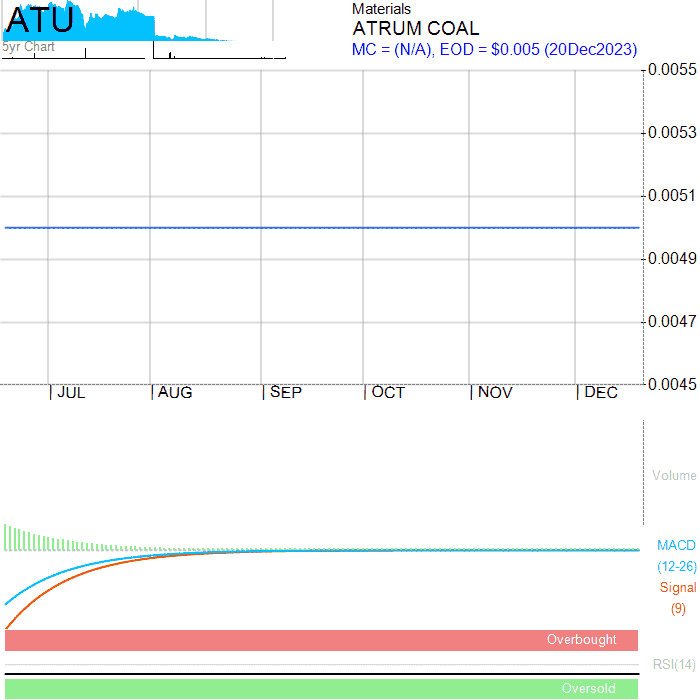 ATU
5yr Chart
Materials
ATRUM COAL
MC = (N/A), EOD = $0.005 (20Dec2023)
0.0055
0.0053
0.0051
0.0049
0.0047
0.0045
JUL AUG SEP OCT NOV DEC
Volume
MACD
(12-26)
Signal
(9)
Overbought
RSI(14)
Oversold